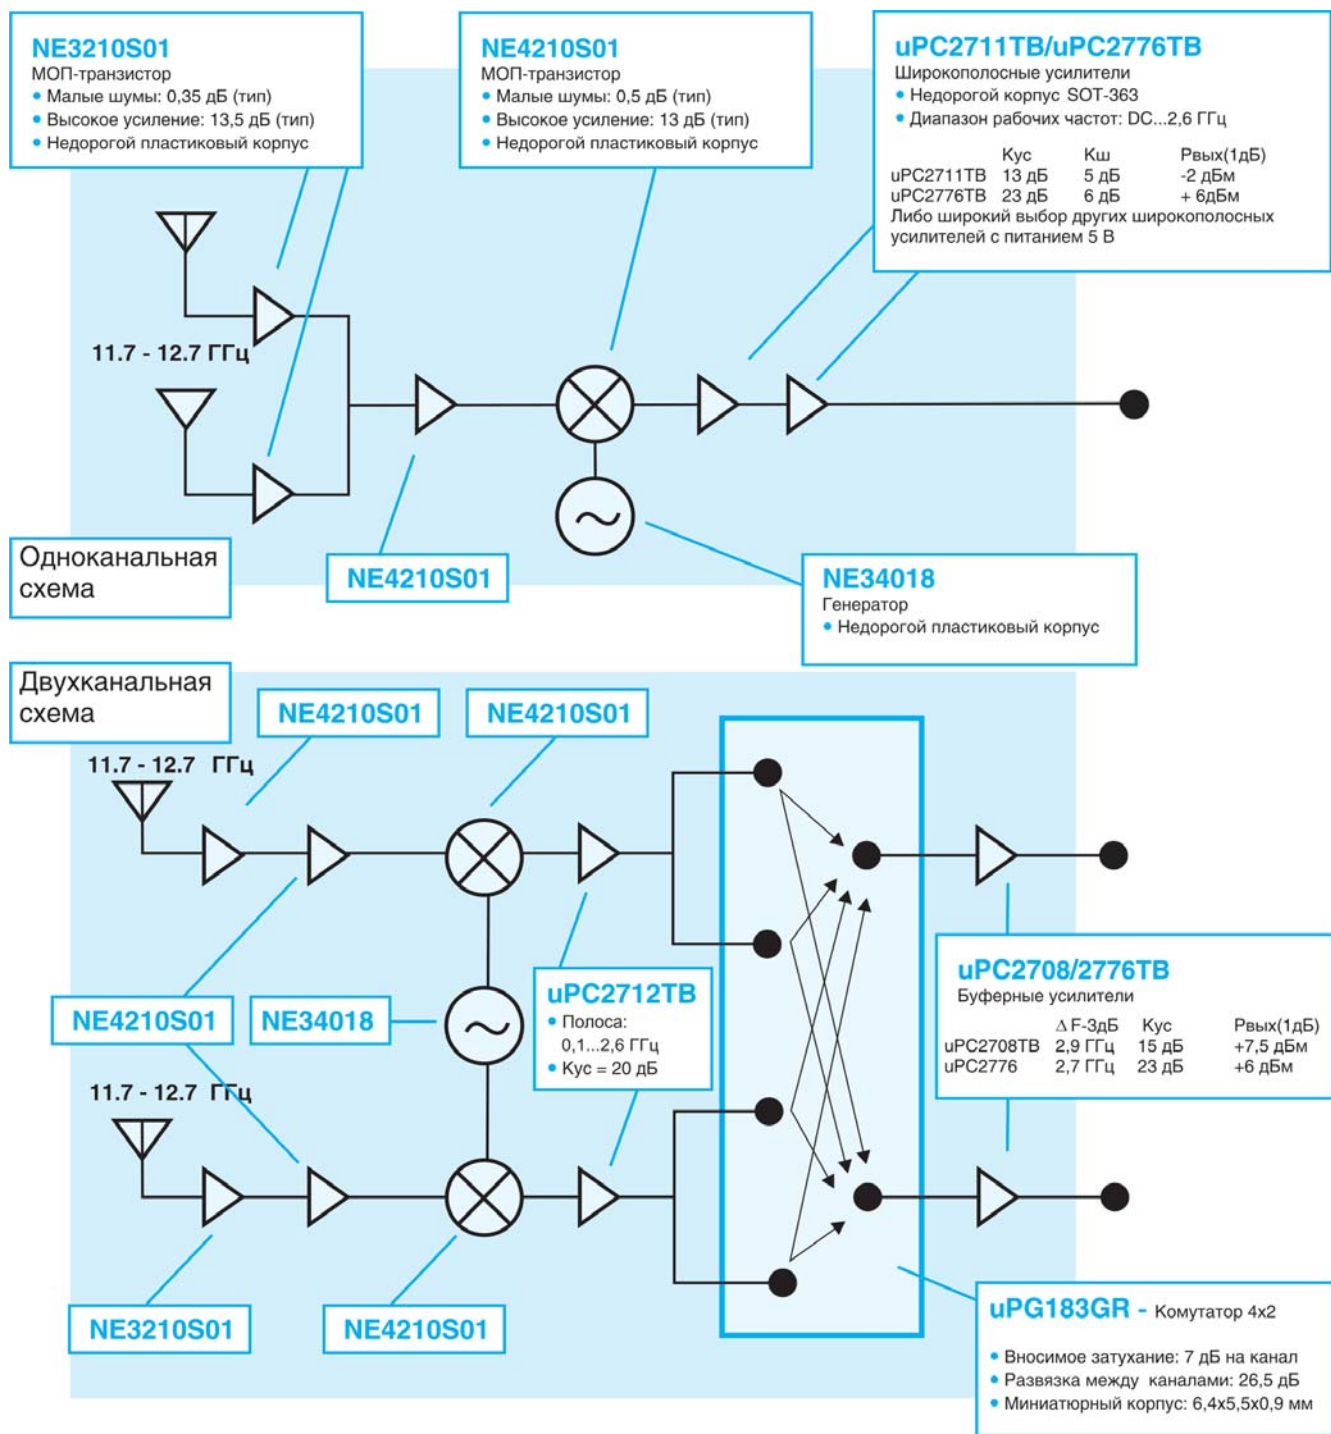 NE3210S01
МОП-транзистор
• Малые шумы: 0,35 дБ (тип)
• Высокое усиление: 13,5 дБ (тип)
• Недорогой пластиковый корпус
NE4210S01
МОП-транзистор
• Малые шумы: 0,5 дБ (тип)
• Высокое усиление: 13 дБ (тип)
• Недорогой пластиковый корпус
uPC2711TB/uPC2776TB
Широкополосные усилители
• Недорогой корпус SOT-363
• Диапазон рабочих частот: DC...2,6 ГГц
Кус Кш Рвых(1дБ)
uPC2711TB 13 дБ 5 дБ -2 дБм
uPC2776TB 23 дБ 6 дБ + 6дБм
Либо широкий выбор других широкополосных
усилителей с питанием 5 В
11.7 - 12.7 ГГц
Одноканальная
схема
NE4210S01
NE34018
Генератор
• Недорогой пластиковый корпус
Двухканальная
схема
NE4210S01
NE4210S01
11.7 - 12.7 ГГц
NE4210S01
NE34018
uPC2712TB
• Полоса:
0,1...2,6 ГГц
• Кус = 20 дБ
uPC2708/2776TB
Буферные усилители
Δ F-3дБ Кус Рвых(1дБ)
uPC2708TB 2,9 ГГц 15 дБ +7,5 дБм
uPC2776 2,7 ГГц 23 дБ +6 дБм
11.7 - 12.7 ГГц
NE3210S01
NE4210S01
uPG183GR - Комутатор 4x2
• Вносимое затухание: 7 дБ на канал
• Развязка между каналами: 26,5 дБ
• Миниатюрный корпус: 6,4x5,5x0,9 мм